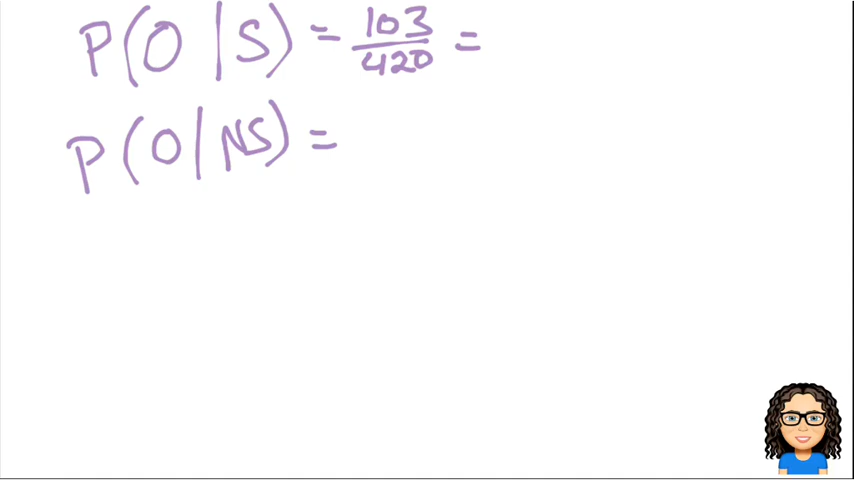 P(O|S) = 103/420 =
P(O|NS) =